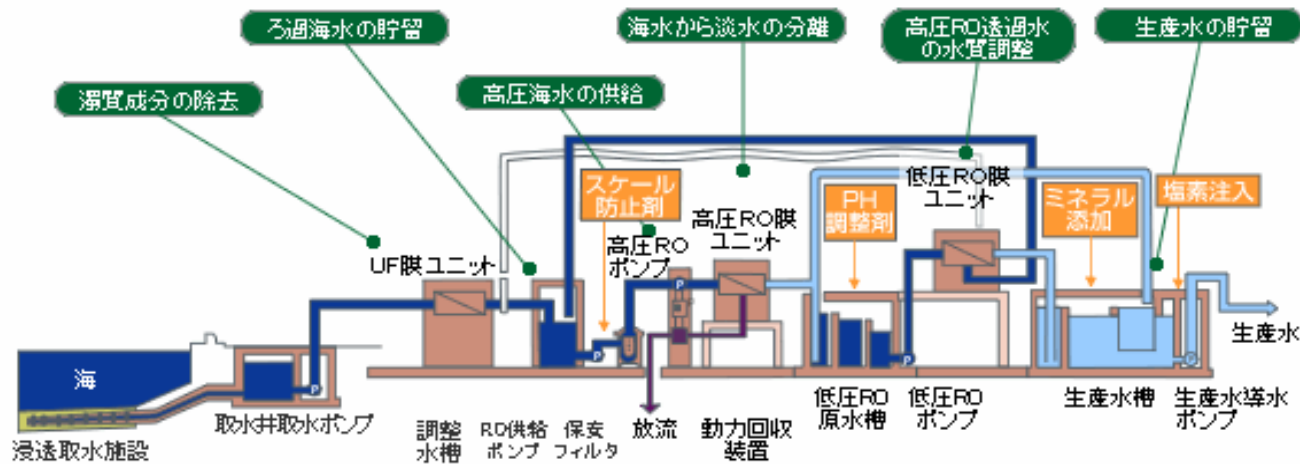 ろ過海水の貯留
海水から淡水の分離
高圧RO透過水
の水質調整
生産水の貯留
濁質成分の除去
高圧海水の供給
スケール
防止剤
PH
調整剤
低圧RO膜
ユニット
ミネラル
添加
塩素注入
UF膜ユニット
高圧RO
ポンプ
高圧RO膜
ユニット
P
P
P
P
P
海
生産水
取水井取水ポンプ
浸透取水施設
調整
水槽
RO供給
ポンプ
保安
フィルタ
放流
動力回収
装置
低圧RO
原水槽
低圧RO
ポンプ
生産水槽
生産水導水
ポンプ